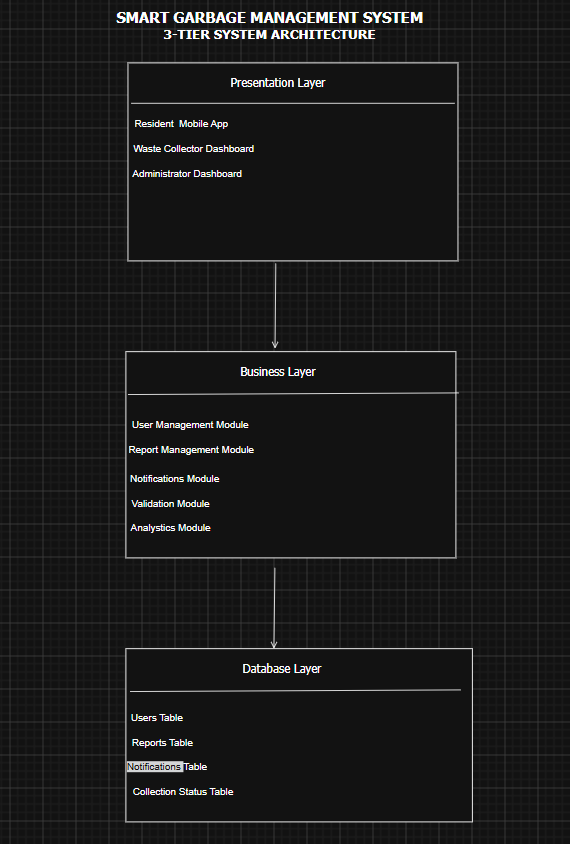 SMART GARBAGE MANAGEMENT SYSTEM
3-TIER SYSTEM ARCHITECTURE
Presentation Layer
Resident Mobile App
Waste Collector Dashboard
Administrator Dashboard
Business Layer
User Management Module
Report Management Module
Notifications Module
Validation Module
Analystics Module
Database Layer
Users Table
Reports Table
Notifications Table
Collection Status Table